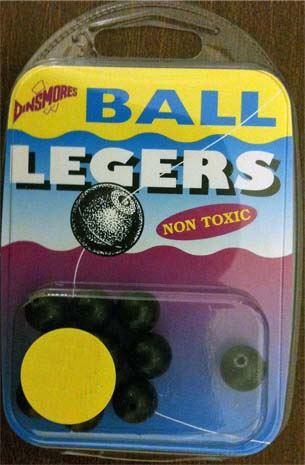 DINSMORES
BALL
LEGERS
NON TOXIC